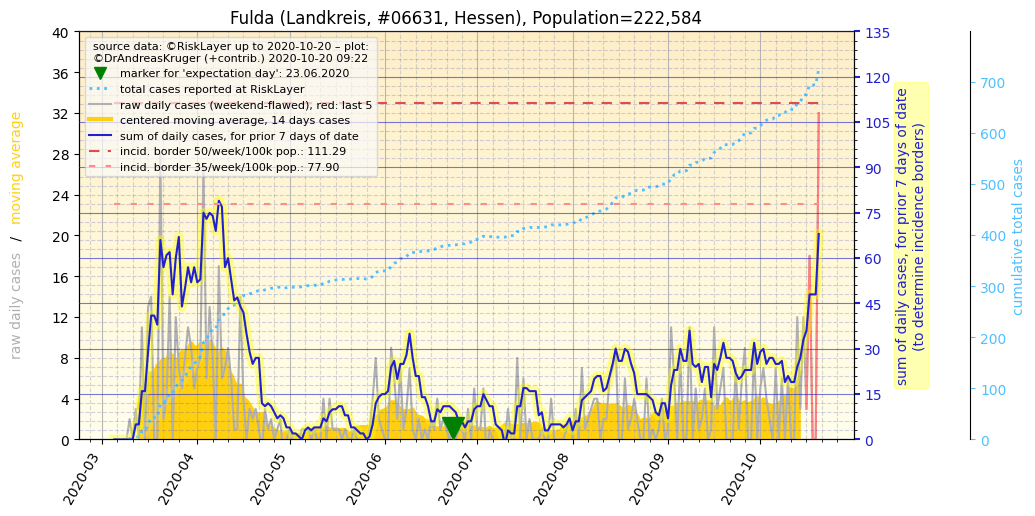 Fulda (Landkreis, #06631, Hessen), Population=222,584
source data: ©RiskLayer up to 2020-10-20 – plot:
©DrAndreasKruger (+contrib.) 2020-10-20 09:22
marker for 'expectation day': 23.06.2020
total cases reported at RiskLayer
raw daily cases (weekend-flawed), red: last 5
centered moving average, 14 days cases
sum of daily cases, for prior 7 days of date
incid. border 50/week/100k pop.: 111.29
incid. border 35/week/100k pop.: 77.90
raw daily cases / moving average
40
36
32
28
24
20
16
12
8
4
0
2020-03
2020-04
2020-05
2020-06
2020-07
2020-08
2020-09
2020-10
135
120
105
90
75
60
45
30
15
0
sum of daily cases, for prior 7 days of date
(to determine incidence borders)
700
600
500
400
300
200
100
0
cumulative total cases